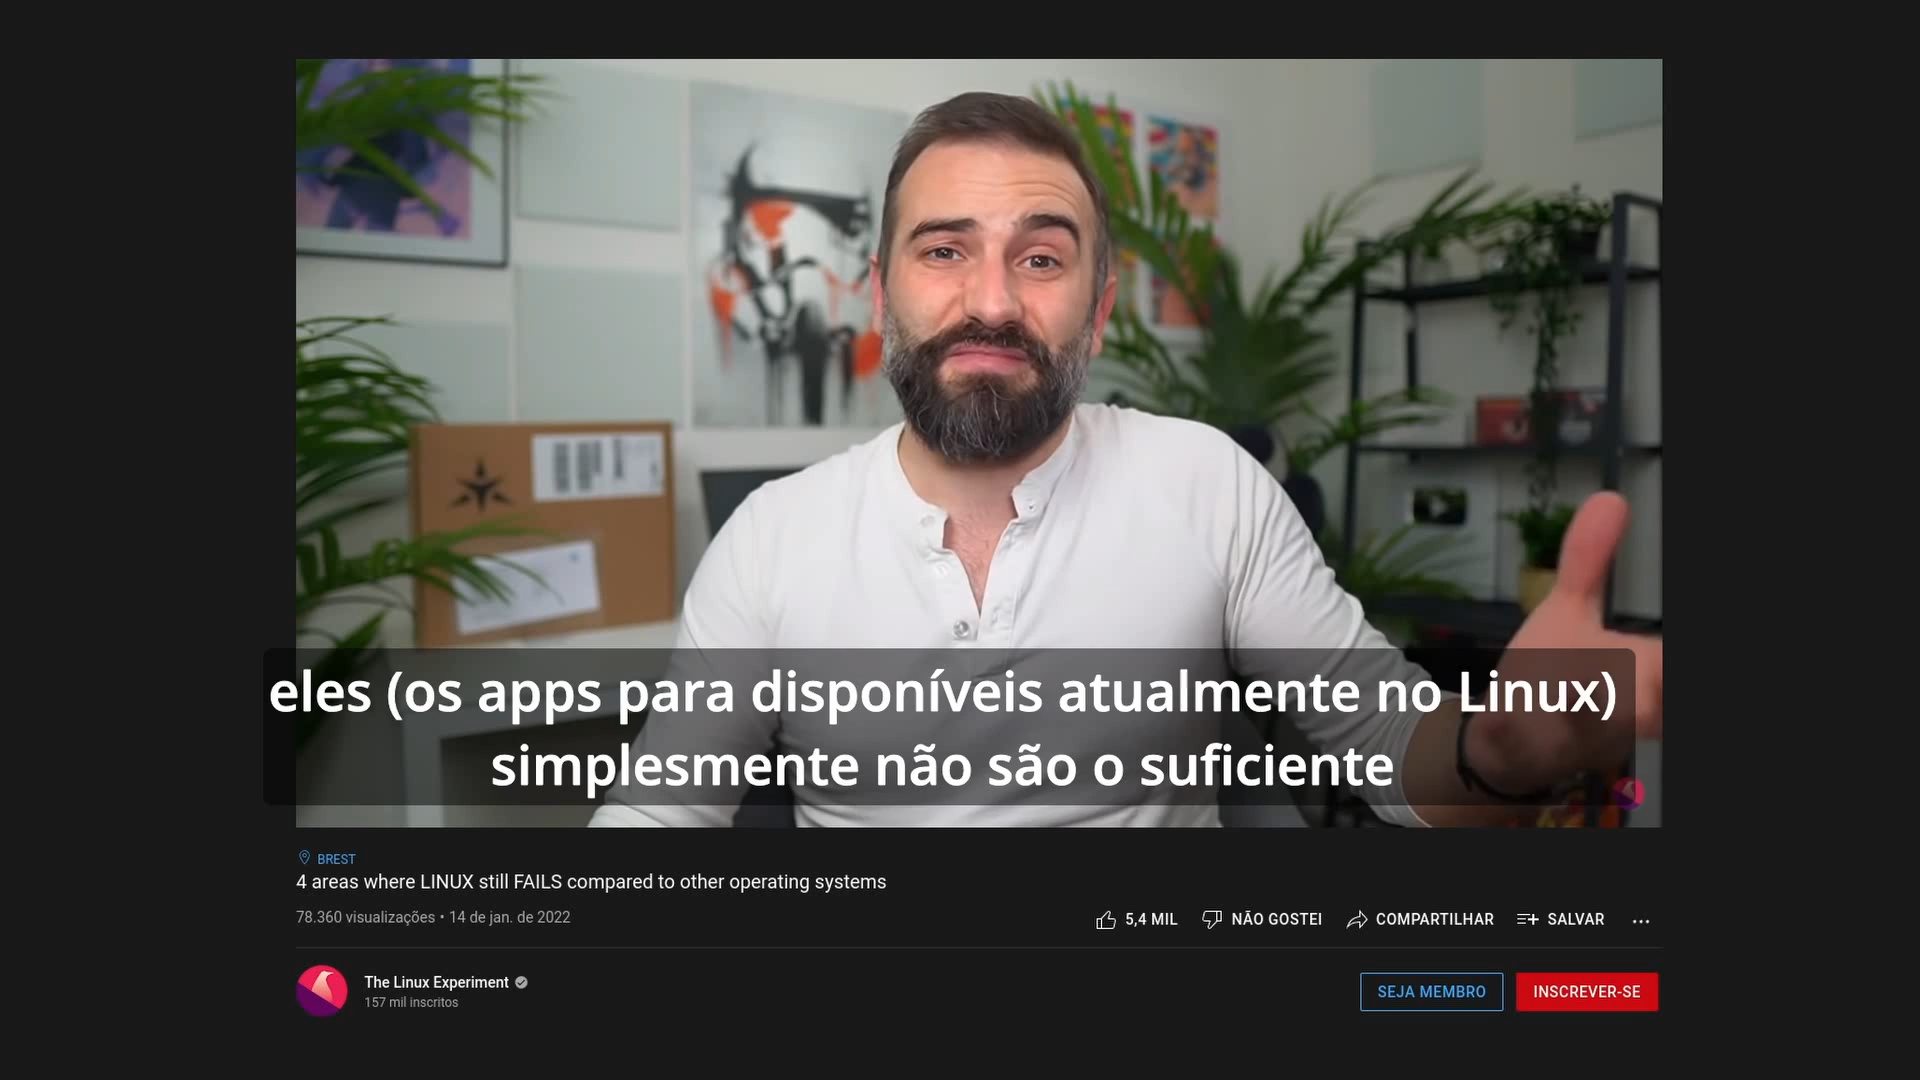 eles (os apps para disponíveis atualmente no Linux)
simplesmente não são o suficiente
BREST
4 areas where LINUX still FAILS compared to other operating systems
78.360 visualizações • 14 de jan. de 2022
5,4 MIL
NÃO GOSTEI
COMPARTILHAR
SALVAR
The Linux Experiment
157 mil inscritos
SEJA MEMBRO
INSCREVER-SE